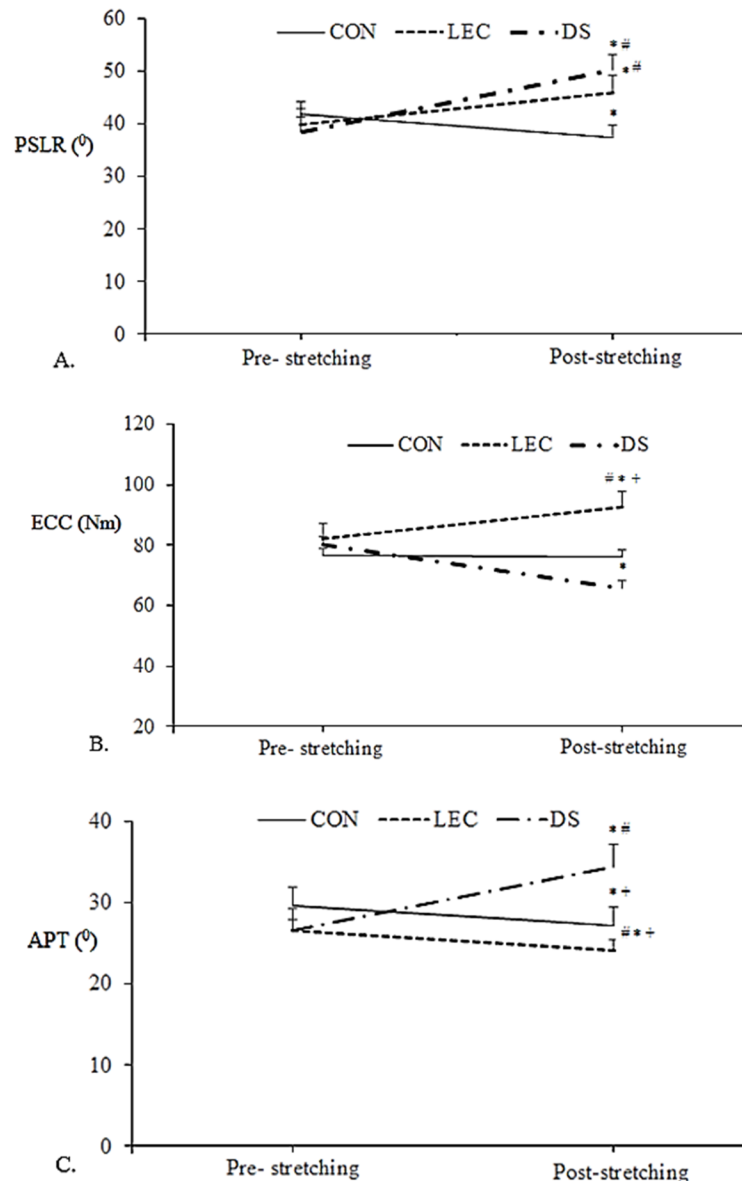 60
CON LEC DS
50
* #
* #
40
*
PSLR (⁰)
30
20
10
0
Pre- stretching Post-stretching
A.
120
CON LEC DS
100
# * +
ECC (Nm)
80
*
60
40
20
Pre- stretching Post-stretching
B.
40
CON LEC DS
* #
30
* +
# * +
APT (⁰)
20
10
0
Pre- stretching Post-stretching
C.